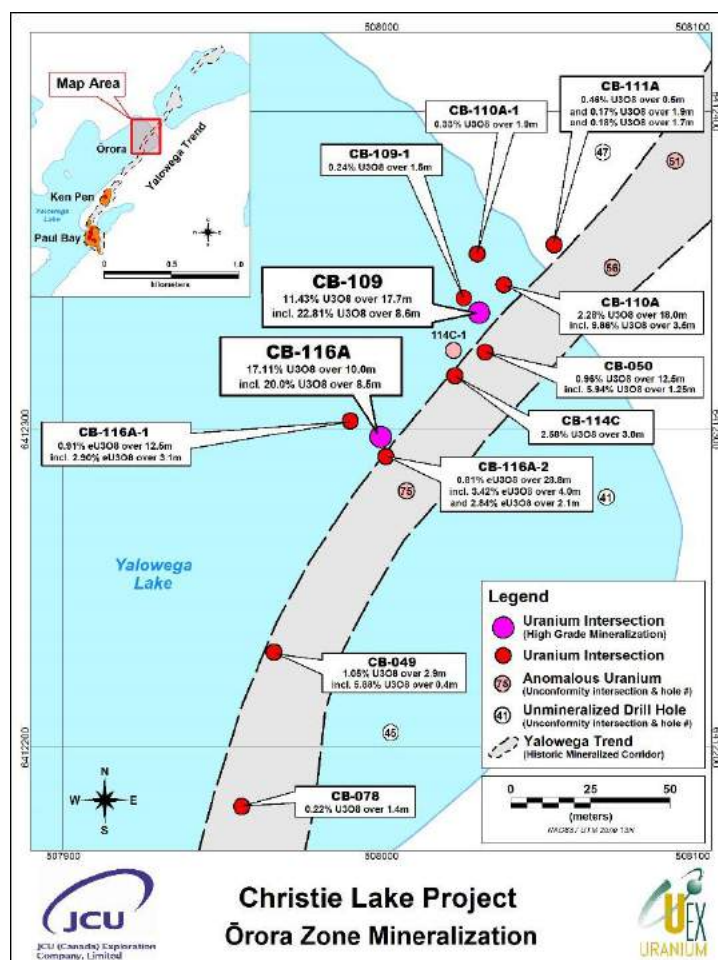 508000
508100
Map Area
Ōrora
Yalowega Trend
Ken Pen
Yalowega
Lake
Paul Bay
0
0.5
1.0
kilometers
CB-111A
0.46% U3O8 over 0.5m
and 0.17% U3O8 over 1.9m
and 0.18% U3O8 over 1.7m
CB-110A-1
0.33% U3O8 over 1.0m
47
51
CB-109-1
0.24% U3O8 over 1.5m
56
CB-109
11.43% U3O8 over 17.7m
incl. 22.81% U3O8 over 8.6m
CB-110A
2.28% U3O8 over 18.0m
incl. 9.86% U3O8 over 3.5m
114C-1
CB-116A
17.11% U3O8 over 10.0m
incl. 20.0% U3O8 over 8.5m
CB-050
0.96% U3O8 over 12.5m
incl. 5.94% U3O8 over 1.25m
CB-114C
2.58% U3O8 over 3.0m
6412300
CB-116A-1
0.91% eU3O8 over 12.5m
incl. 2.90% eU3O8 over 3.1m
CB-116A-2
0.81% eU3O8 over 23.8m
incl. 3.42% eU3O8 over 4.0m
and 2.84% eU3O8 over 2.1m
75
41
Yalowega
Lake
CB-049
1.05% U3O8 over 2.9m
incl. 5.88% U3O8 over 0.4m
45
6412200
CB-078
0.22% U3O8 over 1.4m
N
W
E
S
Legend
Uranium Intersection
(High Grade Mineralization)
Uranium Intersection
75
Anomalous Uranium
(Unconformity intersection & hole #)
41
Unmineralized Drill Hole
(Unconformity intersection & hole #)
Yalowega Trend
(Historic Mineralized Corridor)
0
25
50
(meters)
NAD83 UTM Zone 13N
507900
508000
508100
JCU
JCU (Canada) Exploration
Company, Limited
Christie Lake Project
Ōrora Zone Mineralization
UEX
URANIUM